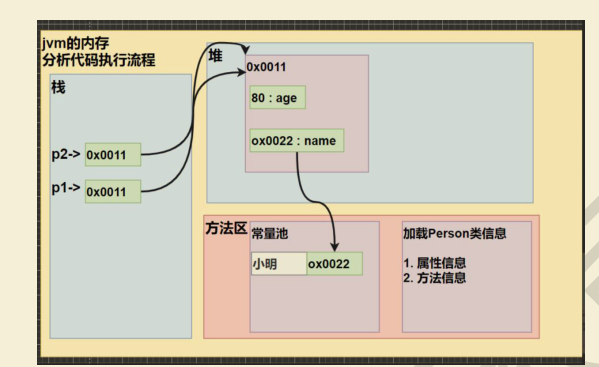 jvm的内存
分析代码执行流程
栈
p2-> 0x0011
p1-> 0x0011
堆
0x0011
80 : age
ox0022 : name
方法区
常量池
小明 ox0022
加载Person类信息
1. 属性信息
2. 方法信息